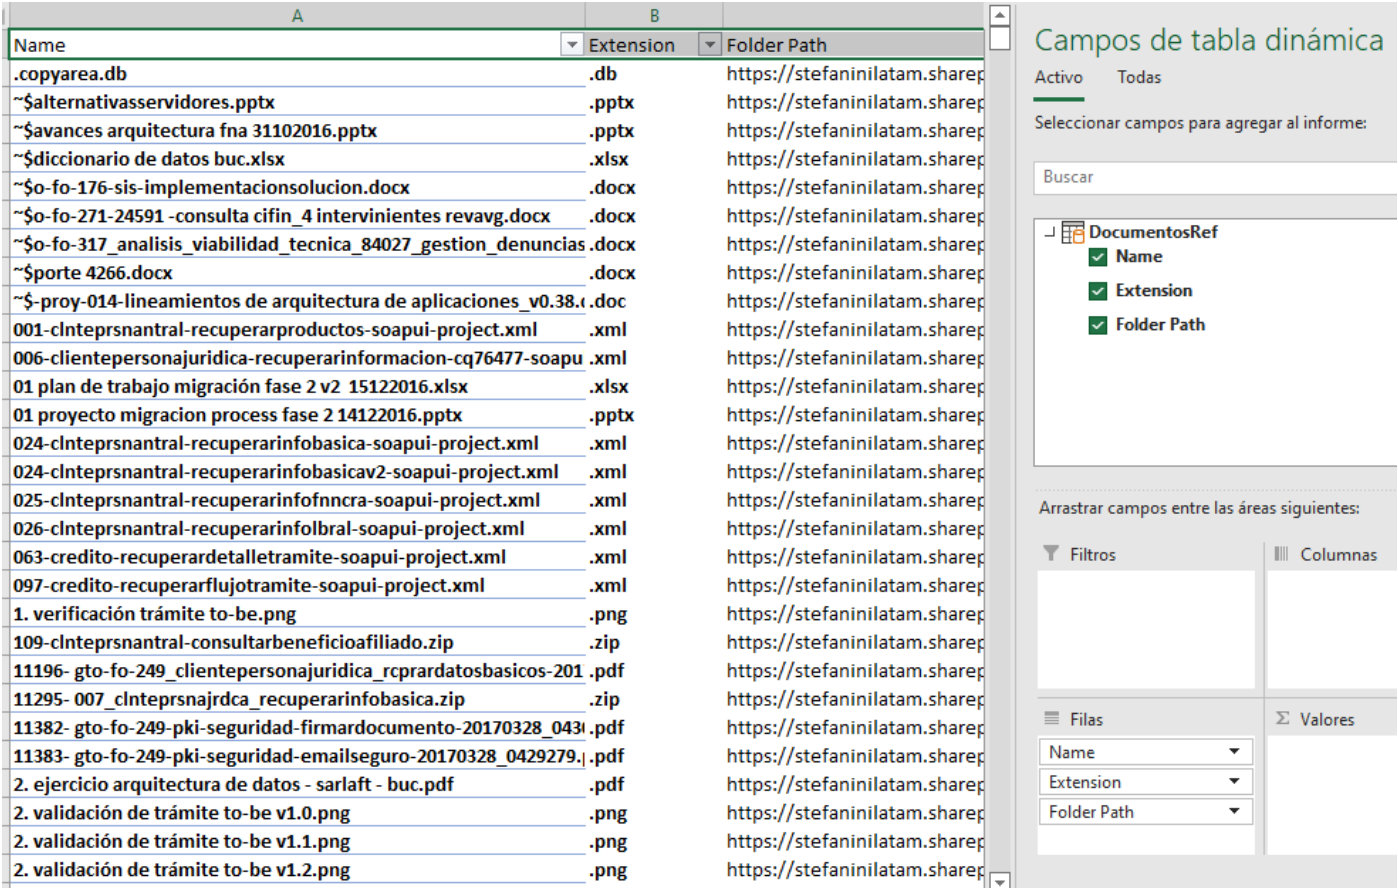 A B
Name Extension Folder Path
.copyarea.db .db https://stefaninilatam.sharep
~$alternativasservidores.pptx .pptx https://stefaninilatam.sharep
~$avances arquitectura fna 31102016.pptx .pptx https://stefaninilatam.sharep
~$diccionario de datos buc.xlsx .xlsx https://stefaninilatam.sharep
~$o-fo-176-sis-implementacionsolucion.docx .docx https://stefaninilatam.sharep
~$o-fo-271-24591 -consulta cifin_4 intervinientes revavg.docx .docx https://stefaninilatam.sharep
~$o-fo-317_analisis_viabilidad_tecnica_84027_gestion_denuncias .docx https://stefaninilatam.sharep
~$porte 4266.docx .docx https://stefaninilatam.sharep
~$-proy-014-lineamientos de arquitectura de aplicaciones_v0.38.d .doc https://stefaninilatam.sharep
001-clnteprsnantral-recuperarproductos-soapui-project.xml .xml https://stefaninilatam.sharep
006-clientepersonajuridica-recuperarinformacion-cq76477-soapu .xml https://stefaninilatam.sharep
01 plan de trabajo migración fase 2 v2 15122016.xlsx .xlsx https://stefaninilatam.sharep
01 proyecto migracion process fase 2 14122016.pptx .pptx https://stefaninilatam.sharep
024-clnteprsnantral-recuperarinfobasica-soapui-project.xml .xml https://stefaninilatam.sharep
024-clnteprsnantral-recuperarinfobasicav2-soapui-project.xml .xml https://stefaninilatam.sharep
025-clnteprsnantral-recuperarinfofnncra-soapui-project.xml .xml https://stefaninilatam.sharep
026-clnteprsnantral-recuperarinfolbral-soapui-project.xml .xml https://stefaninilatam.sharep
063-credito-recuperardetalletramite-soapui-project.xml .xml https://stefaninilatam.sharep
097-credito-recuperarflujotramite-soapui-project.xml .xml https://stefaninilatam.sharep
1. verificación trámite to-be.png .png https://stefaninilatam.sharep
109-clnteprsnantral-consultarbeneficioafiliado.zip .zip https://stefaninilatam.sharep
11196- gto-fo-249_clientepersonajuridica_rcprardatosbasicos-201 .pdf https://stefaninilatam.sharep
11295- 007_clnteprsnajrdca_recuperarinfobasica.zip .zip https://stefaninilatam.sharep
11382- gto-fo-249-pki-seguridad-firmardocumento-20170328_043 .pdf https://stefaninilatam.sharep
11383- gto-fo-249-pki-seguridad-emailseguro-20170328_0429279. .pdf https://stefaninilatam.sharep
2. ejercicio arquitectura de datos - sarlaft - buc.pdf .pdf https://stefaninilatam.sharep
2. validación de trámite to-be v1.0.png .png https://stefaninilatam.sharep
2. validación de trámite to-be v1.1.png .png https://stefaninilatam.sharep
2. validación de trámite to-be v1.2.png .png https://stefaninilatam.sharep
Campos de tabla dinámica
Activo Todas
Seleccionar campos para agregar al informe:
Buscar
DocumentosRef
Name
Extension
Folder Path
Arrastrar campos entre las áreas siguientes:
Filtros Columnas
Filas Σ Valores
Name
Extension
Folder Path